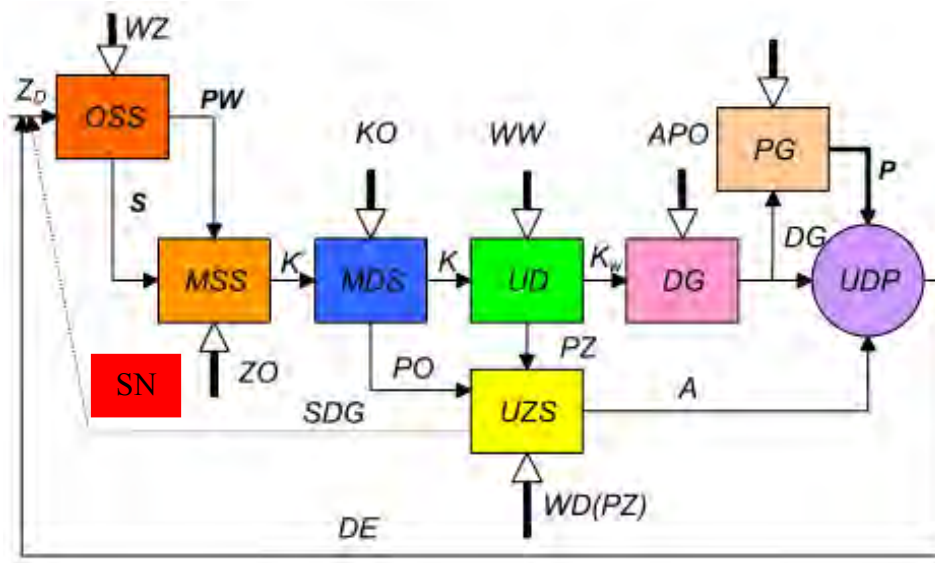 WZ
Z_D
OSS
PW
KO
WW
APO
PG
P
S
DG
MSS
K
MDS
K
UD
K_w
DG
UDP
SN
ZO
PO
PZ
SDG
UZS
A
WD(PZ)
DE